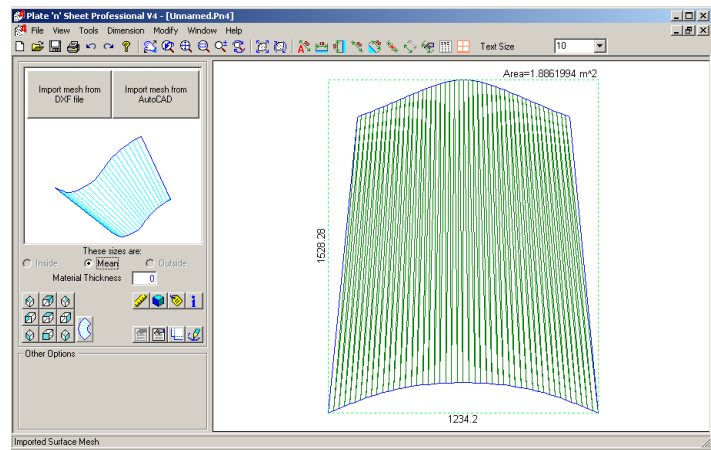 Plate 'n' Sheet Professional V4 - [Unnamed.Pn4]
File View Tools Dimension Modify Window Help
Text Size 10
Import mesh from DXF file
Import mesh from AutoCAD
These sizes are:
Inside Mean Outside
Material Thickness 0
Other Options
Area=1.8861994 m^2
1528.28
1234.2
Imported Surface Mesh